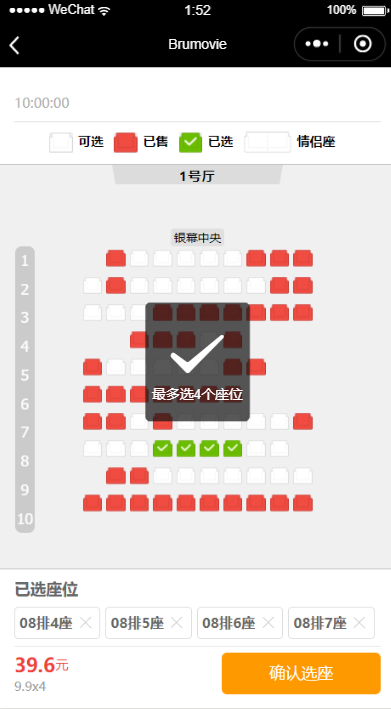 WeChat 1:52 100%
Brumovie
10:00:00
可选 已售 已选 情侣座
1号厅
银幕中央
1
2
3
4
5
6
7
8
9
10
最多选4个座位
已选座位
08排4座 08排5座 08排6座 08排7座
39.6元
9.9x4
确认选座